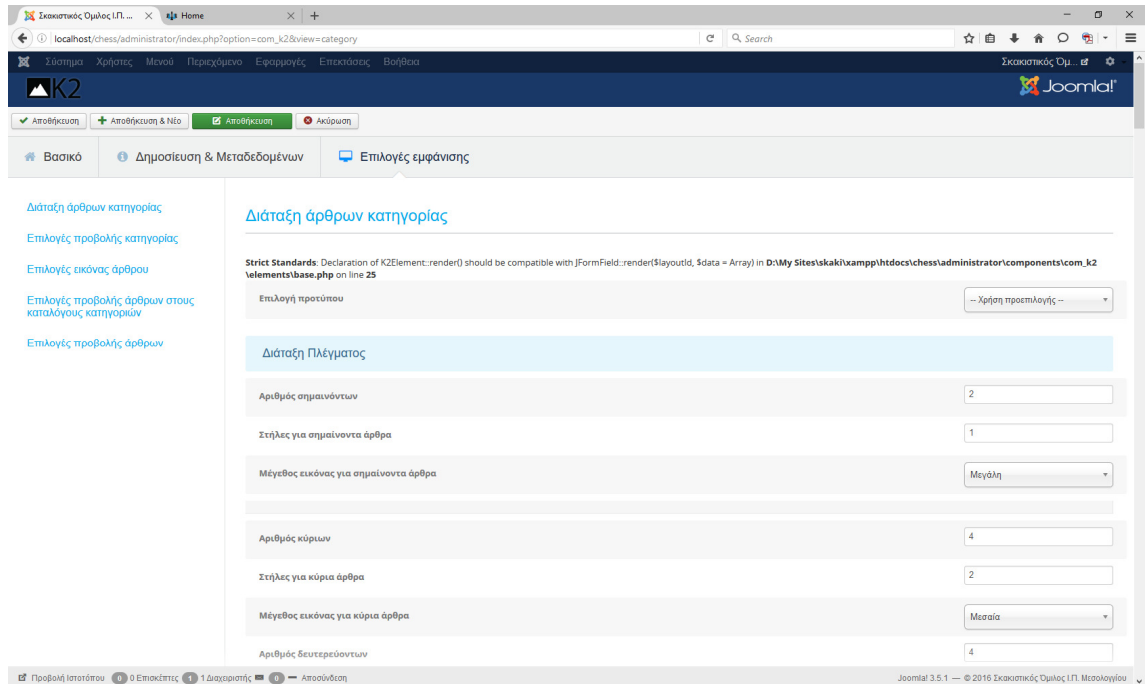 Σκακιστικός Όμιλος Ι.Π. ...
Home
localhost/chess/administrator/index.php?option=com_k2&view=category
Search
Σύστημα Χρήστες Μενού Περιεχόμενο Εφαρμογές Επεκτάσεις Βοήθεια
Σκακιστικός Όμ...
K2
Joomla!
Αποθήκευση
Αποθήκευση & Νέο
Αποθήκευση
Ακύρωση
Βασικό
Δημοσίευση & Μεταδεδομένων
Επιλογές εμφάνισης
Διάταξη άρθρων κατηγορίας
Επιλογές προβολής κατηγορίας
Επιλογές εικόνας άρθρου
Επιλογές προβολής άρθρων στους
καταλόγους κατηγοριών
Επιλογές προβολής άρθρων
Διάταξη άρθρων κατηγορίας
Strict Standards: Declaration of K2Element::render() should be compatible with JFormField::render($layoutId, $data = Array) in D:\My Sites\skaki\xampp\htdocs\chess\administrator\components\com_k2
\elements\base.php on line 25
Επιλογή προτύπου
-- Χρήση προεπιλογής --
Διάταξη Πλέγματος
Αριθμός σημαινόντων
2
Στήλες για σημαίνοντα άρθρα
1
Μέγεθος εικόνας για σημαίνοντα άρθρα
Μεγάλη
Αριθμός κύριων
4
Στήλες για κύρια άρθρα
2
Μέγεθος εικόνας για κύρια άρθρα
Μεσαία
Αριθμός δευτερεύοντων
4
Προβολή Ιστοτόπου 0 0 Επισκέπτες 1 1 Διαχειριστής 0 Αποσύνδεση
Joomla! 3.5.1 — © 2016 Σκακιστικός Όμιλος Ι.Π. Μεσολογγίου